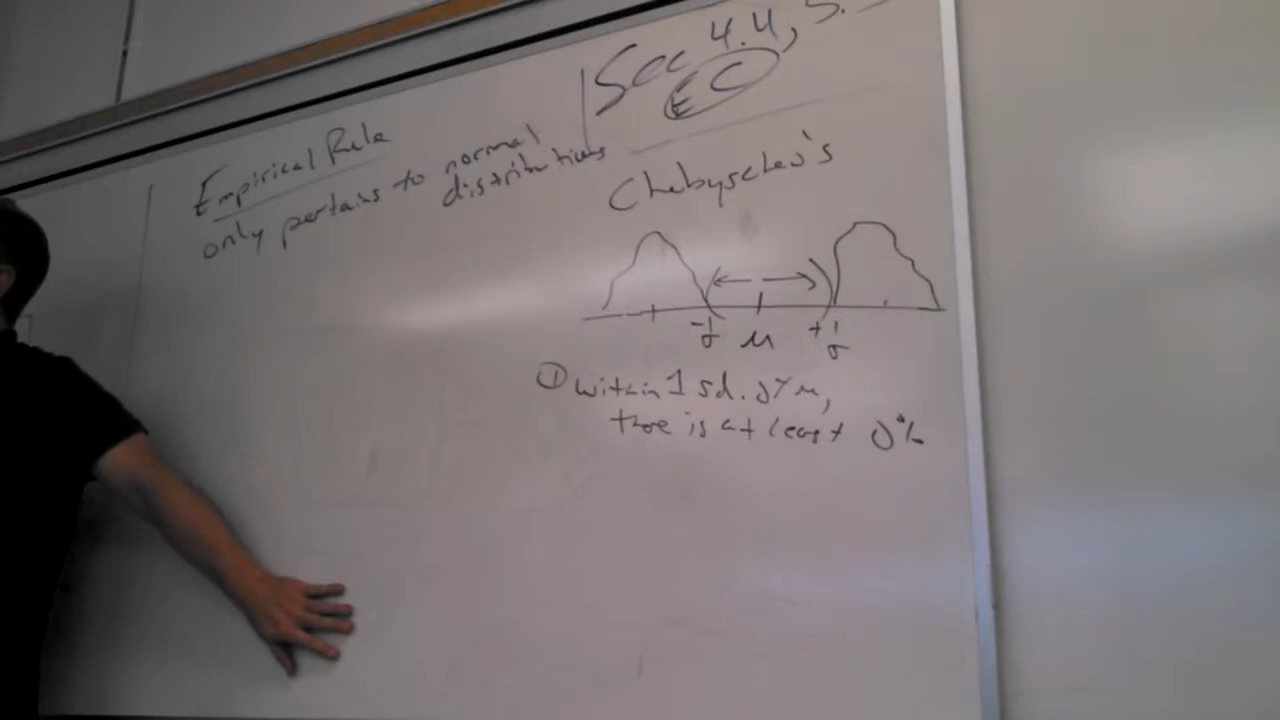 Sec 4.4, 5.
EC
Empirical Rule
only pertains to normal
distributions
Chebyschev's
-1σ μ +1σ
① within 1 sd. of μ,
there is at least 0%